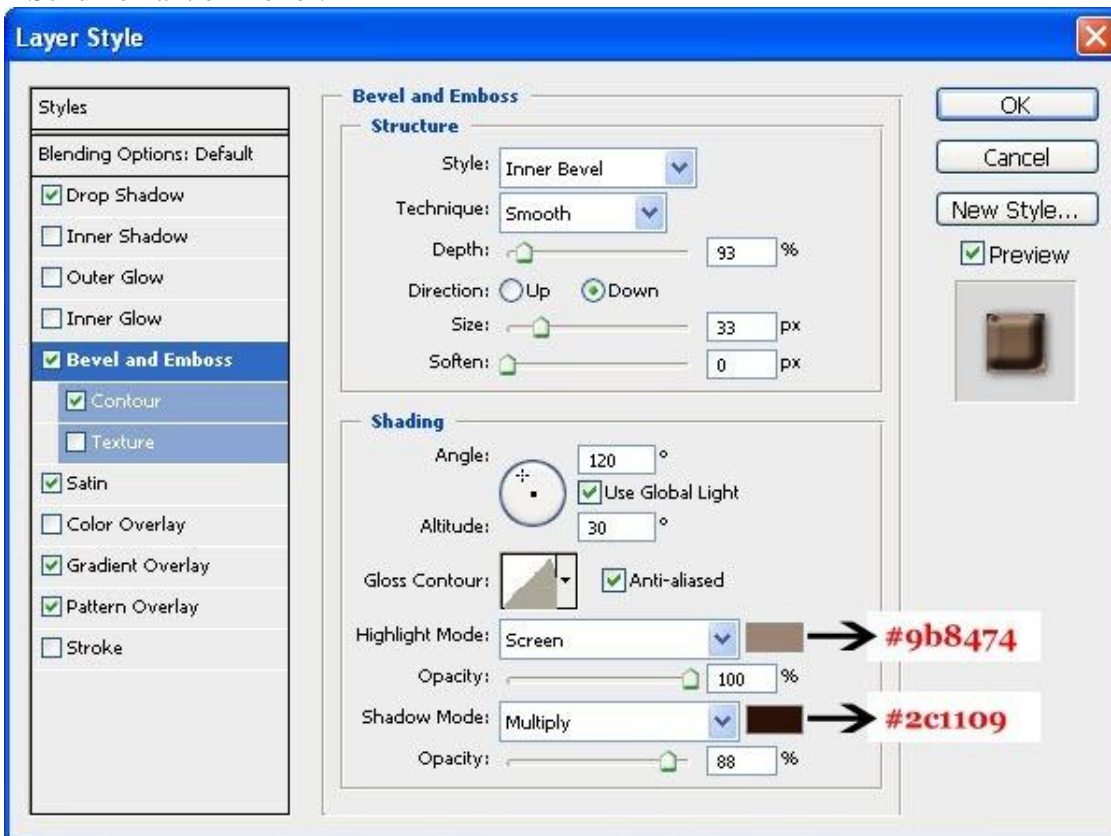 Layer Style
Styles
Blending Options: Default
Drop Shadow
Inner Shadow
Outer Glow
Inner Glow
Bevel and Emboss
Contour
Texture
Satin
Color Overlay
Gradient Overlay
Pattern Overlay
Stroke
Bevel and Emboss
Structure
Style: Inner Bevel
Technique: Smooth
Depth: 93 %
Direction: Up Down
Size: 33 px
Soften: 0 px
Shading
Angle: 120 °
Use Global Light
Altitude: 30 °
Gloss Contour: Anti-aliased
Highlight Mode: Screen #9b8474
Opacity: 100 %
Shadow Mode: Multiply #2c1109
Opacity: 88 %
OK
Cancel
New Style...
Preview